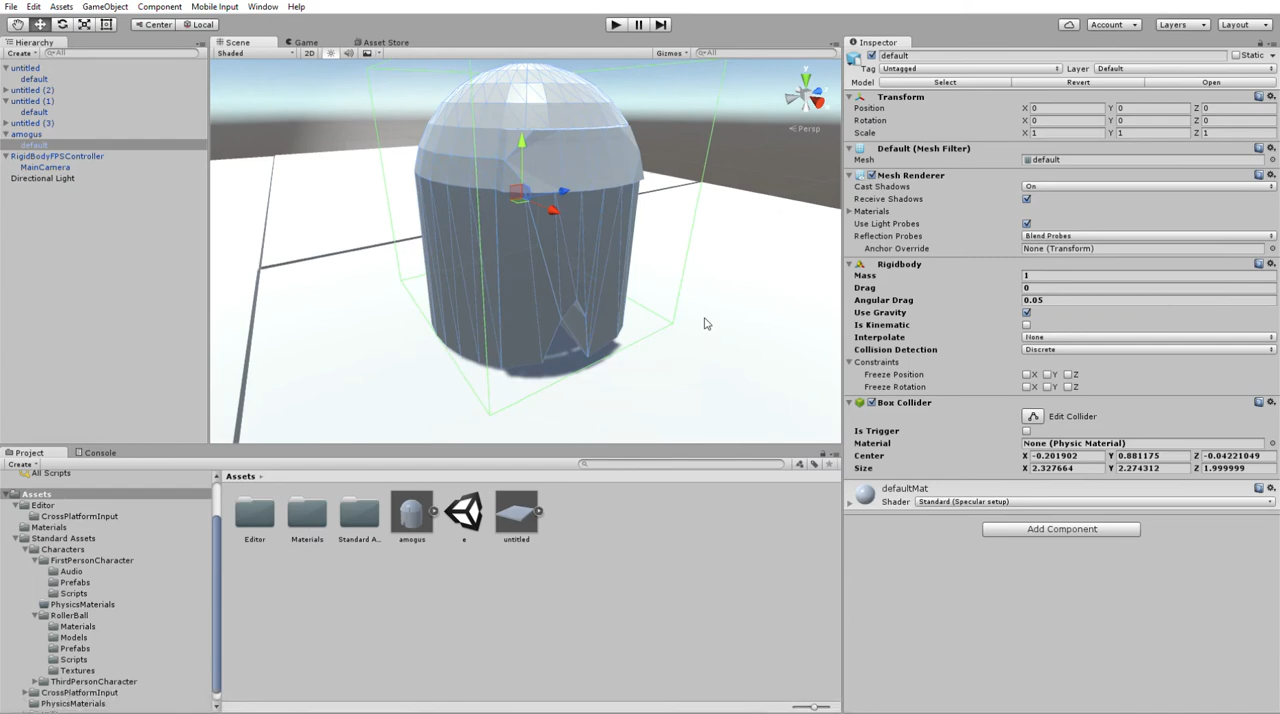 File Edit Assets GameObject Component Mobile Input Window Help
Center Local Account Layers Layout
Hierarchy
Create All
untitled
default
untitled (2)
untitled (1)
default
untitled (3)
amogus
default
RigidBodyFPSController
MainCamera
Directional Light
Scene Game Asset Store
Shaded 2D Gizmos All
y
Persp
Inspector
default Static
Tag Untagged Layer Default
Model Select Revert Open
Transform
Position X 0 Y 0 Z 0
Rotation X 0 Y 0 Z 0
Scale X 1 Y 1 Z 1
Default (Mesh Filter)
Mesh default
Mesh Renderer
Cast Shadows On
Receive Shadows
Materials
Use Light Probes
Reflection Probes Blend Probes
Anchor Override None (Transform)
Rigidbody
Mass 1
Drag 0
Angular Drag 0.05
Use Gravity
Is Kinematic
Interpolate None
Collision Detection Discrete
Constraints
Freeze Position X Y Z
Freeze Rotation X Y Z
Box Collider
Edit Collider
Is Trigger
Material None (Physic Material)
Center X -0.201902 Y 0.881175 Z -0.04221049
Size X 2.327664 Y 2.274312 Z 1.999999
defaultMat
Shader Standard (Specular setup)
Add Component
Project Console
Create
All Scripts
Assets
Editor
CrossPlatformInput
Materials
Standard Assets
Characters
FirstPersonCharacter
Audio
Prefabs
Scripts
PhysicsMaterials
RollerBall
Materials
Models
Prefabs
Scripts
Textures
ThirdPersonCharacter
CrossPlatformInput
PhysicsMaterials
Assets
Editor Materials Standard A... amogus e untitled